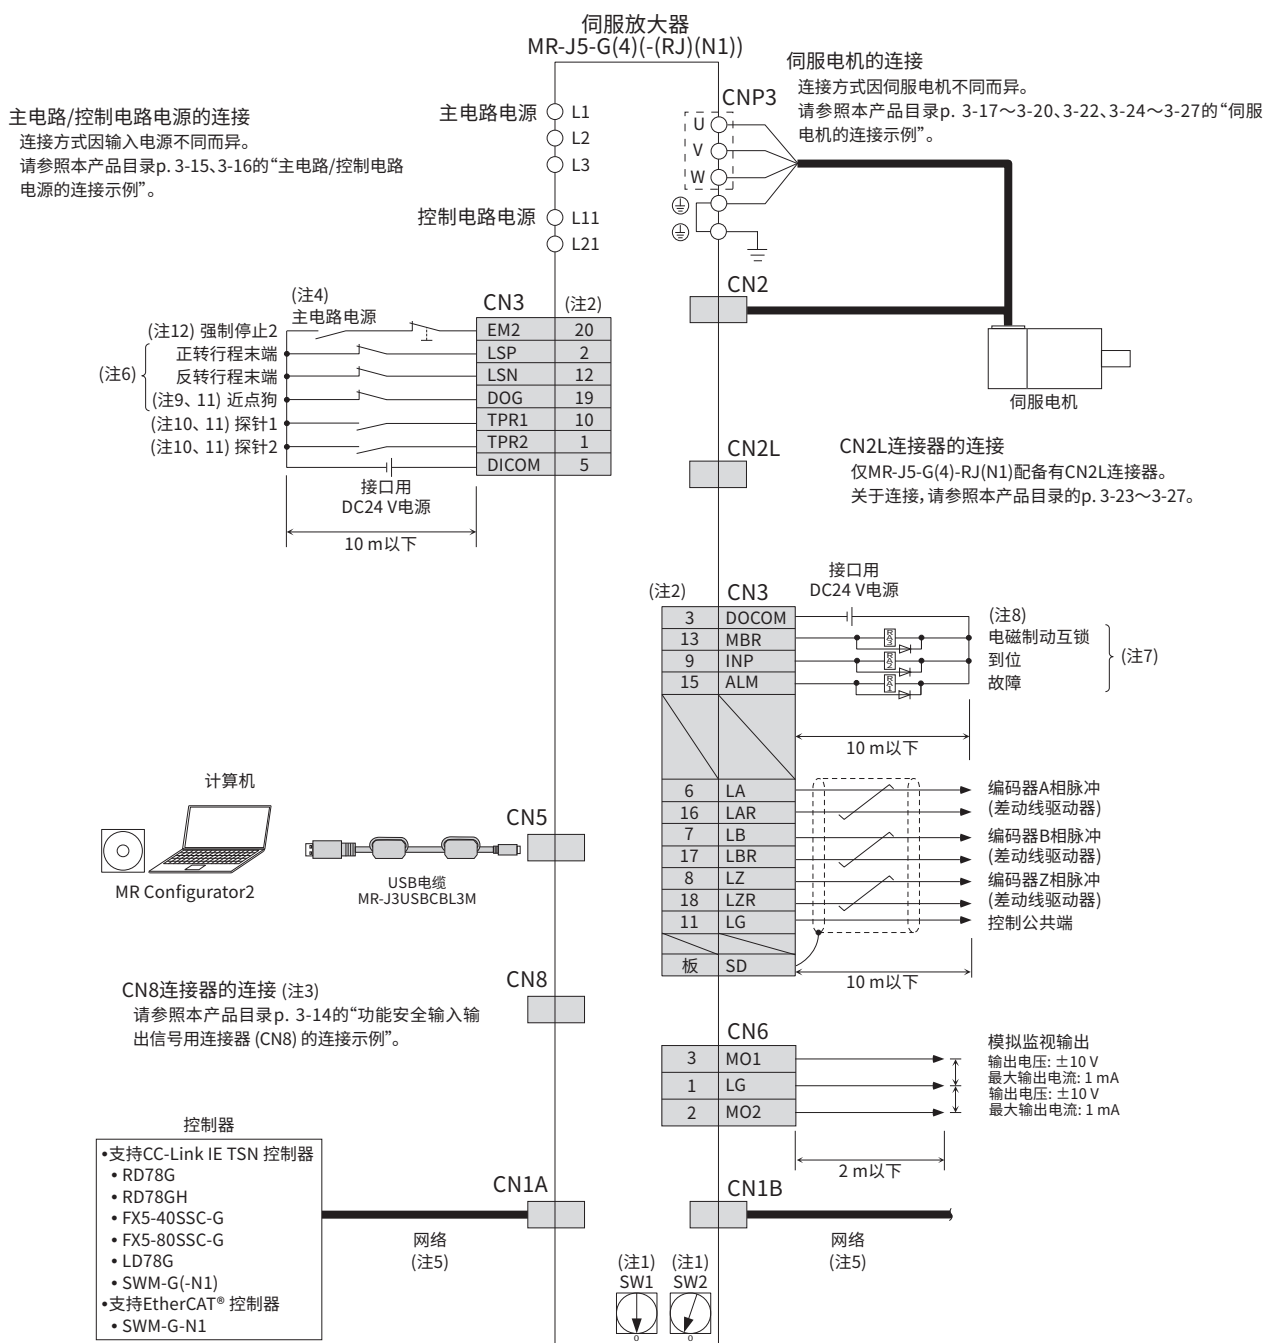 伺服放大器
MR-J5-G(4)(-(RJ)(N1))
主电路/控制电路电源的连接
连接方式因输入电源不同而异。
请参照本产品目录p. 3-15、3-16的“主电路/控制电路
电源的连接示例”。
主电路电源
L1
L2
L3
控制电路电源
L11
L21
CNP3
U
V
W
伺服电机的连接
连接方式因伺服电机不同而异。
请参照本产品目录p. 3-17～3-20、3-22、3-24～3-27的“伺服
电机的连接示例”。
CN2
伺服电机
(注4)
主电路电源
CN3
(注2)
(注12) 强制停止2
EM2 20
正转行程末端
LSP 2
(注6)
反转行程末端
LSN 12
(注9、11) 近点狗
DOG 19
(注10、11) 探针1
TPR1 10
(注10、11) 探针2
TPR2 1
DICOM 5
接口用
DC24 V电源
10 m以下
CN2L
CN2L连接器的连接
仅MR-J5-G(4)-RJ(N1)配备有CN2L连接器。
关于连接,请参照本产品目录的p. 3-23～3-27。
(注2)
CN3
接口用
DC24 V电源
3 DOCOM
(注8)
13 MBR
RA3
电磁制动互锁
9 INP
RA2
到位
(注7)
15 ALM
RA1
故障
10 m以下
6 LA
编码器A相脉冲
16 LAR
(差动线驱动器)
7 LB
编码器B相脉冲
17 LBR
(差动线驱动器)
8 LZ
编码器Z相脉冲
18 LZR
(差动线驱动器)
11 LG
控制公共端
板 SD
10 m以下
计算机
MR Configurator2
USB电缆
MR-J3USBCBL3M
CN5
CN8连接器的连接 (注3)
请参照本产品目录p. 3-14的“功能安全输入输
出信号用连接器 (CN8) 的连接示例”。
CN8
CN6
3 MO1
1 LG
2 MO2
模拟监视输出
输出电压: ±10 V
最大输出电流: 1 mA
输出电压: ±10 V
最大输出电流: 1 mA
2 m以下
控制器
•支持CC-Link IE TSN 控制器
• RD78G
• RD78GH
• FX5-40SSC-G
• FX5-80SSC-G
• LD78G
• SWM-G(-N1)
•支持EtherCAT® 控制器
• SWM-G-N1
CN1A
网络
(注5)
CN1B
网络
(注5)
(注1)
SW1
0
(注1)
SW2
0